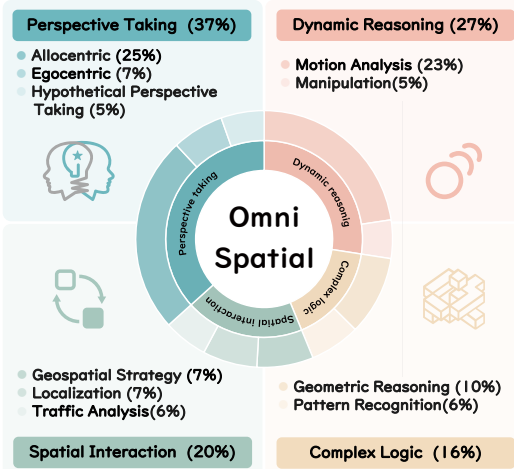 Perspective Taking (37%)
Allocentric (25%)
Egocentric (7%)
Hypothetical Perspective
Taking (5%)
Dynamic Reasoning (27%)
Motion Analysis (23%)
Manipulation(5%)
Omni
Spatial
Perspective taking
Dynamic reasonig
Complex logic
Spatial interaction
Geospatial Strategy (7%)
Localization (7%)
Traffic Analysis(6%)
Spatial Interaction (20%)
Geometric Reasoning (10%)
Pattern Recognition(6%)
Complex Logic (16%)